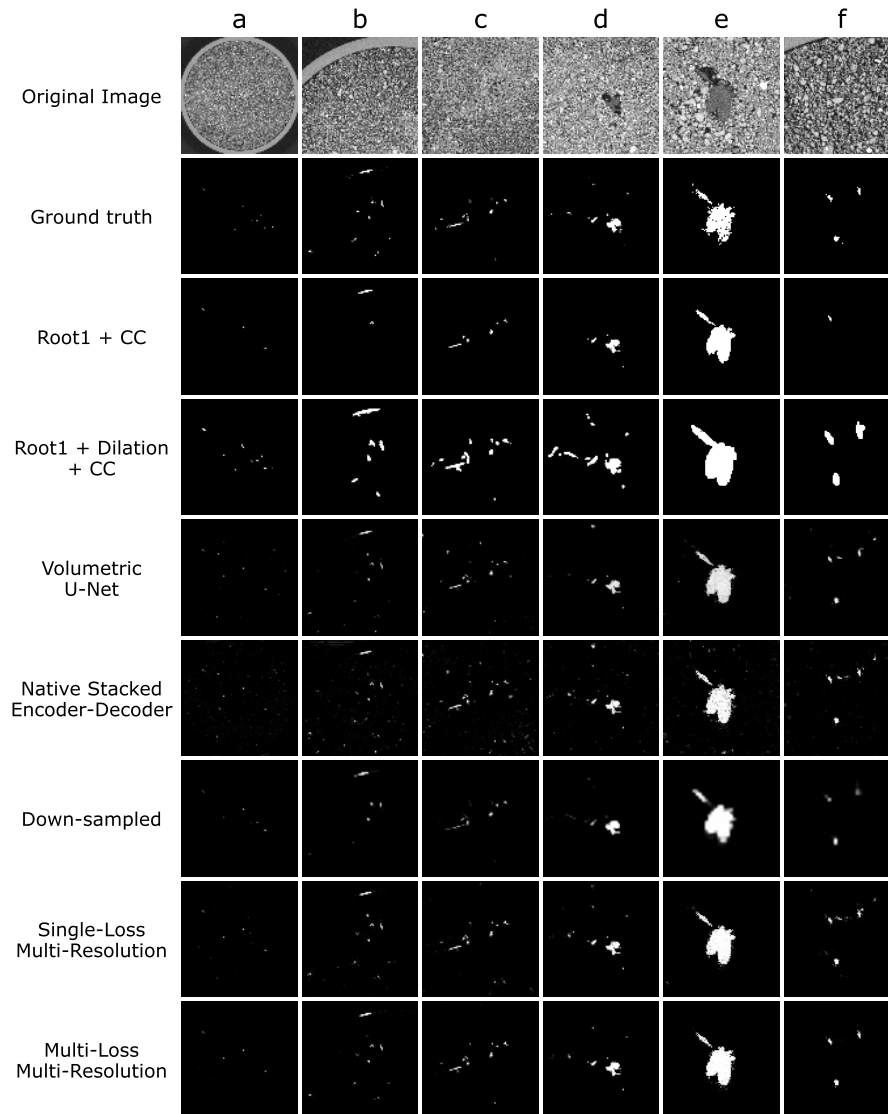 a b c d e f
Original Image
Ground truth
Root1 + CC
Root1 + Dilation
+ CC
Volumetric
U-Net
Native Stacked
Encoder-Decoder
Down-sampled
Single-Loss
Multi-Resolution
Multi-Loss
Multi-Resolution